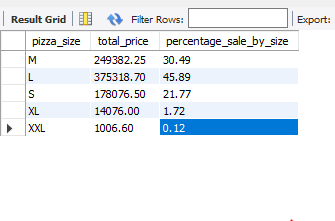 Result Grid Filter Rows: Export:
pizza_size total_price percentage_sale_by_size
M 249382.25 30.49
L 375318.70 45.89
S 178076.50 21.77
XL 14076.00 1.72
XXL 1006.60 0.12